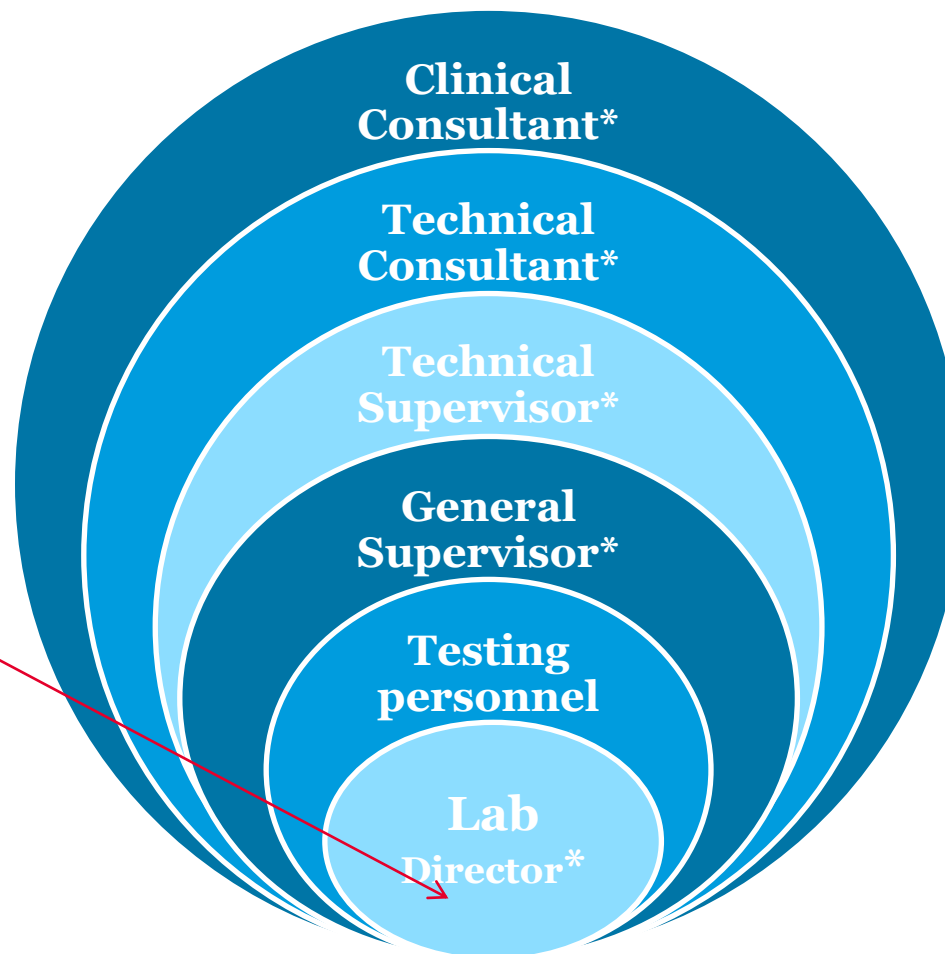 Clinical
Consultant*
Technical
Consultant*
Technical
Supervisor*
General
Supervisor*
Testing
personnel
Lab
Director*